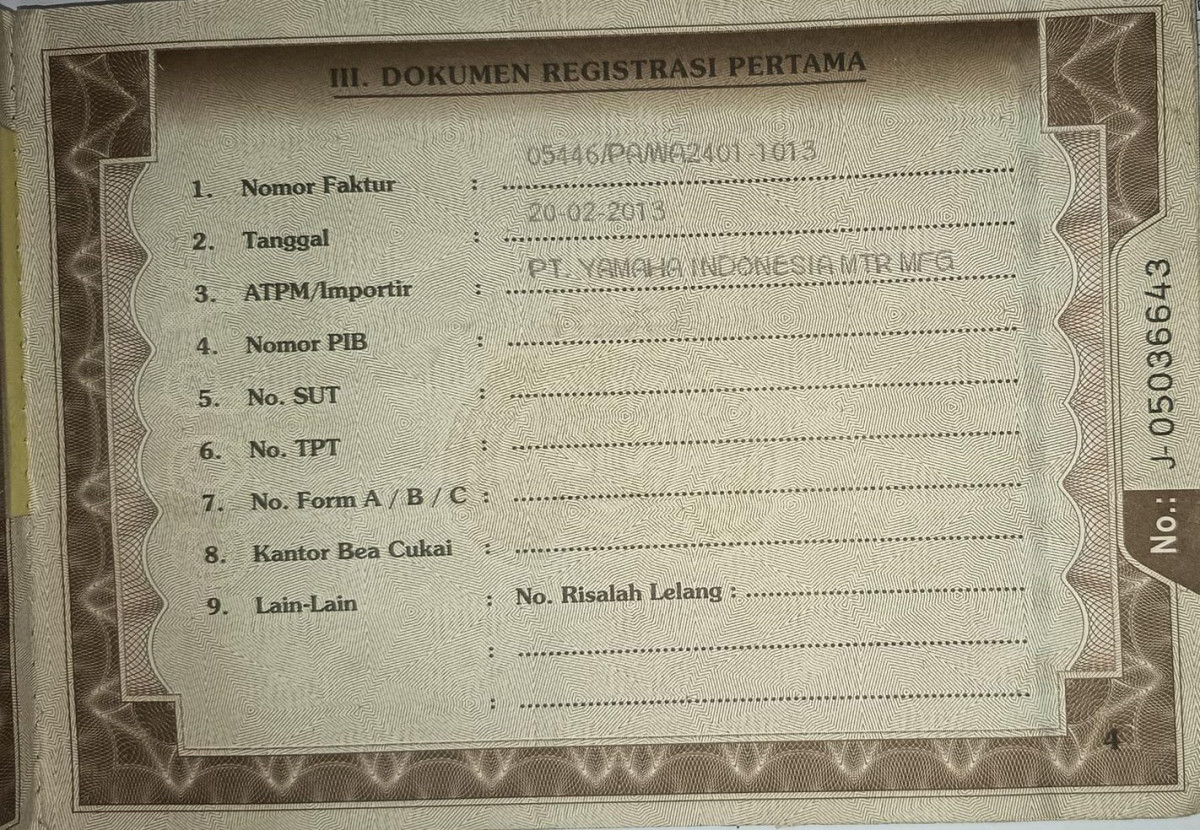 III. DOKUMEN REGISTRASI PERTAMA
05446/PA/WA2401-1013
1. Nomor Faktur :
20-02-2013
2. Tanggal :
PT. YAMAHA INDONESIA MTR MFG
3. ATPM/Importir :
4. Nomor PIB :
5. No. SUT :
6. No. TPT :
7. No. Form A / B / C :
8. Kantor Bea Cukai :
9. Lain-Lain : No. Risalah Lelang :
:
:
4
No.: J- 05036643